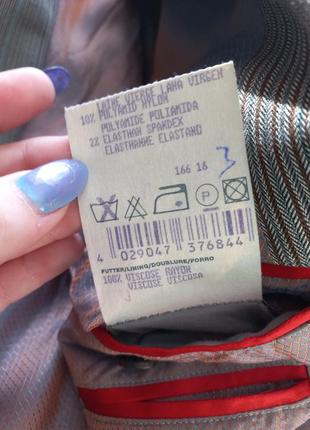 LAINE VIERGE LANA VIRGEN
10% POLYAMID NYLON
POLYAMIDE POLIAMIDA
2% ELASTHAN SPANDEX
ELASTHANNE ELASTANO
166 16
3
P
4 029047 376844
FUTTER/LINING/DOUBLURE/FORRO
100% VISCOSE RAYON
VISCOSE VISCOSA